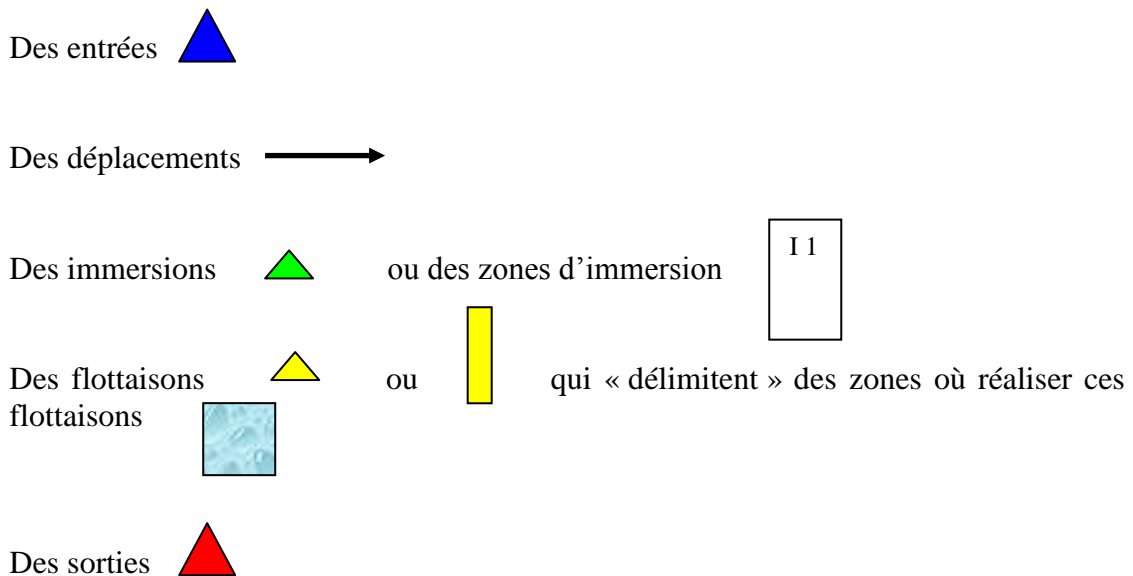 Des entrées
Des déplacements
Des immersions ou des zones d’immersion I 1
Des flottaisons ou qui « délimitent » des zones où réaliser ces
flottaisons
Des sorties